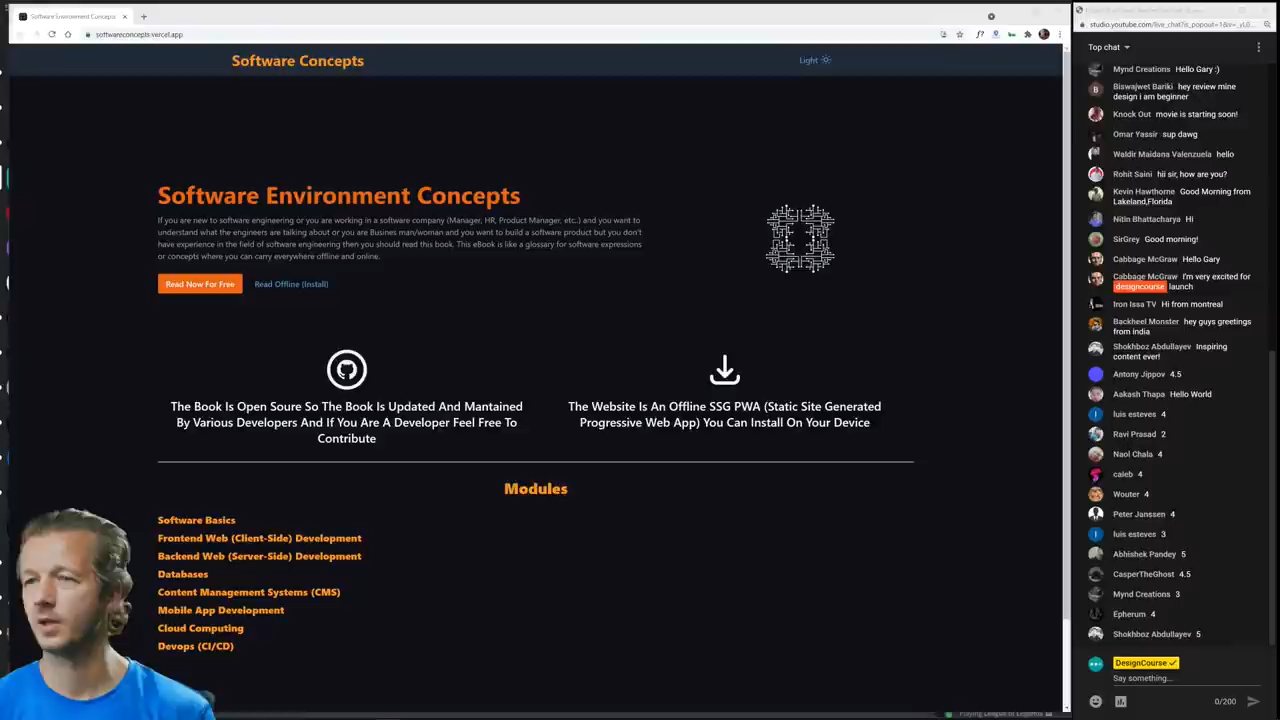 Software Environment Concepts
softwareconcepts.vercel.app
Software Concepts
Light
Software Environment Concepts
If you are new to software engineering or you are working in a software company (Manager, HR, Product Manager, etc..) and you want to
understand what the engineers are talking about or you are Busines man/woman and you want to build a software product but you don't
have experience in the field of software engineering then you should read this book. This eBook is like a glossary for software expressions
or concepts where you can carry everywhere offline and online.
Read Now For Free
Read Offline (Install)
The Book Is Open Soure So The Book Is Updated And Mantained
By Various Developers And If You Are A Developer Feel Free To
Contribute
The Website Is An Offline SSG PWA (Static Site Generated
Progressive Web App) You Can Install On Your Device
Modules
Software Basics
Frontend Web (Client-Side) Development
Backend Web (Server-Side) Development
Databases
Content Management Systems (CMS)
Mobile App Development
Cloud Computing
Devops (CI/CD)
Top chat
Mynd Creations Hello Gary :)
Biswajwet Bariki hey review mine
design i am beginner
Knock Out movie is starting soon!
Omar Yassir sup dawg
Waldir Maidana Valenzuela hello
Rohit Saini hii sir, how are you?
Kevin Hawthorne Good Morning from
Lakeland,Florida
Nitin Bhattacharya Hi
SirGrey Good morning!
Cabbage McGraw Hello Gary
Cabbage McGraw I'm very excited for
designcourse launch
Iron Issa TV Hi from montreal
Backheel Monster hey guys greetings
from india
Shokhboz Abdullayev Inspiring
content ever!
Antony Jippov 4.5
Aakash Thapa Hello World
luis esteves 4
Ravi Prasad 2
Naol Chala 4
caleb 4
Wouter 4
Peter Janssen 4
luis esteves 3
Abhishek Pandey 5
CasperTheGhost 4.5
Mynd Creations 3
Epherum 4
Shokhboz Abdullayev 5
DesignCourse
Say something...
0/200